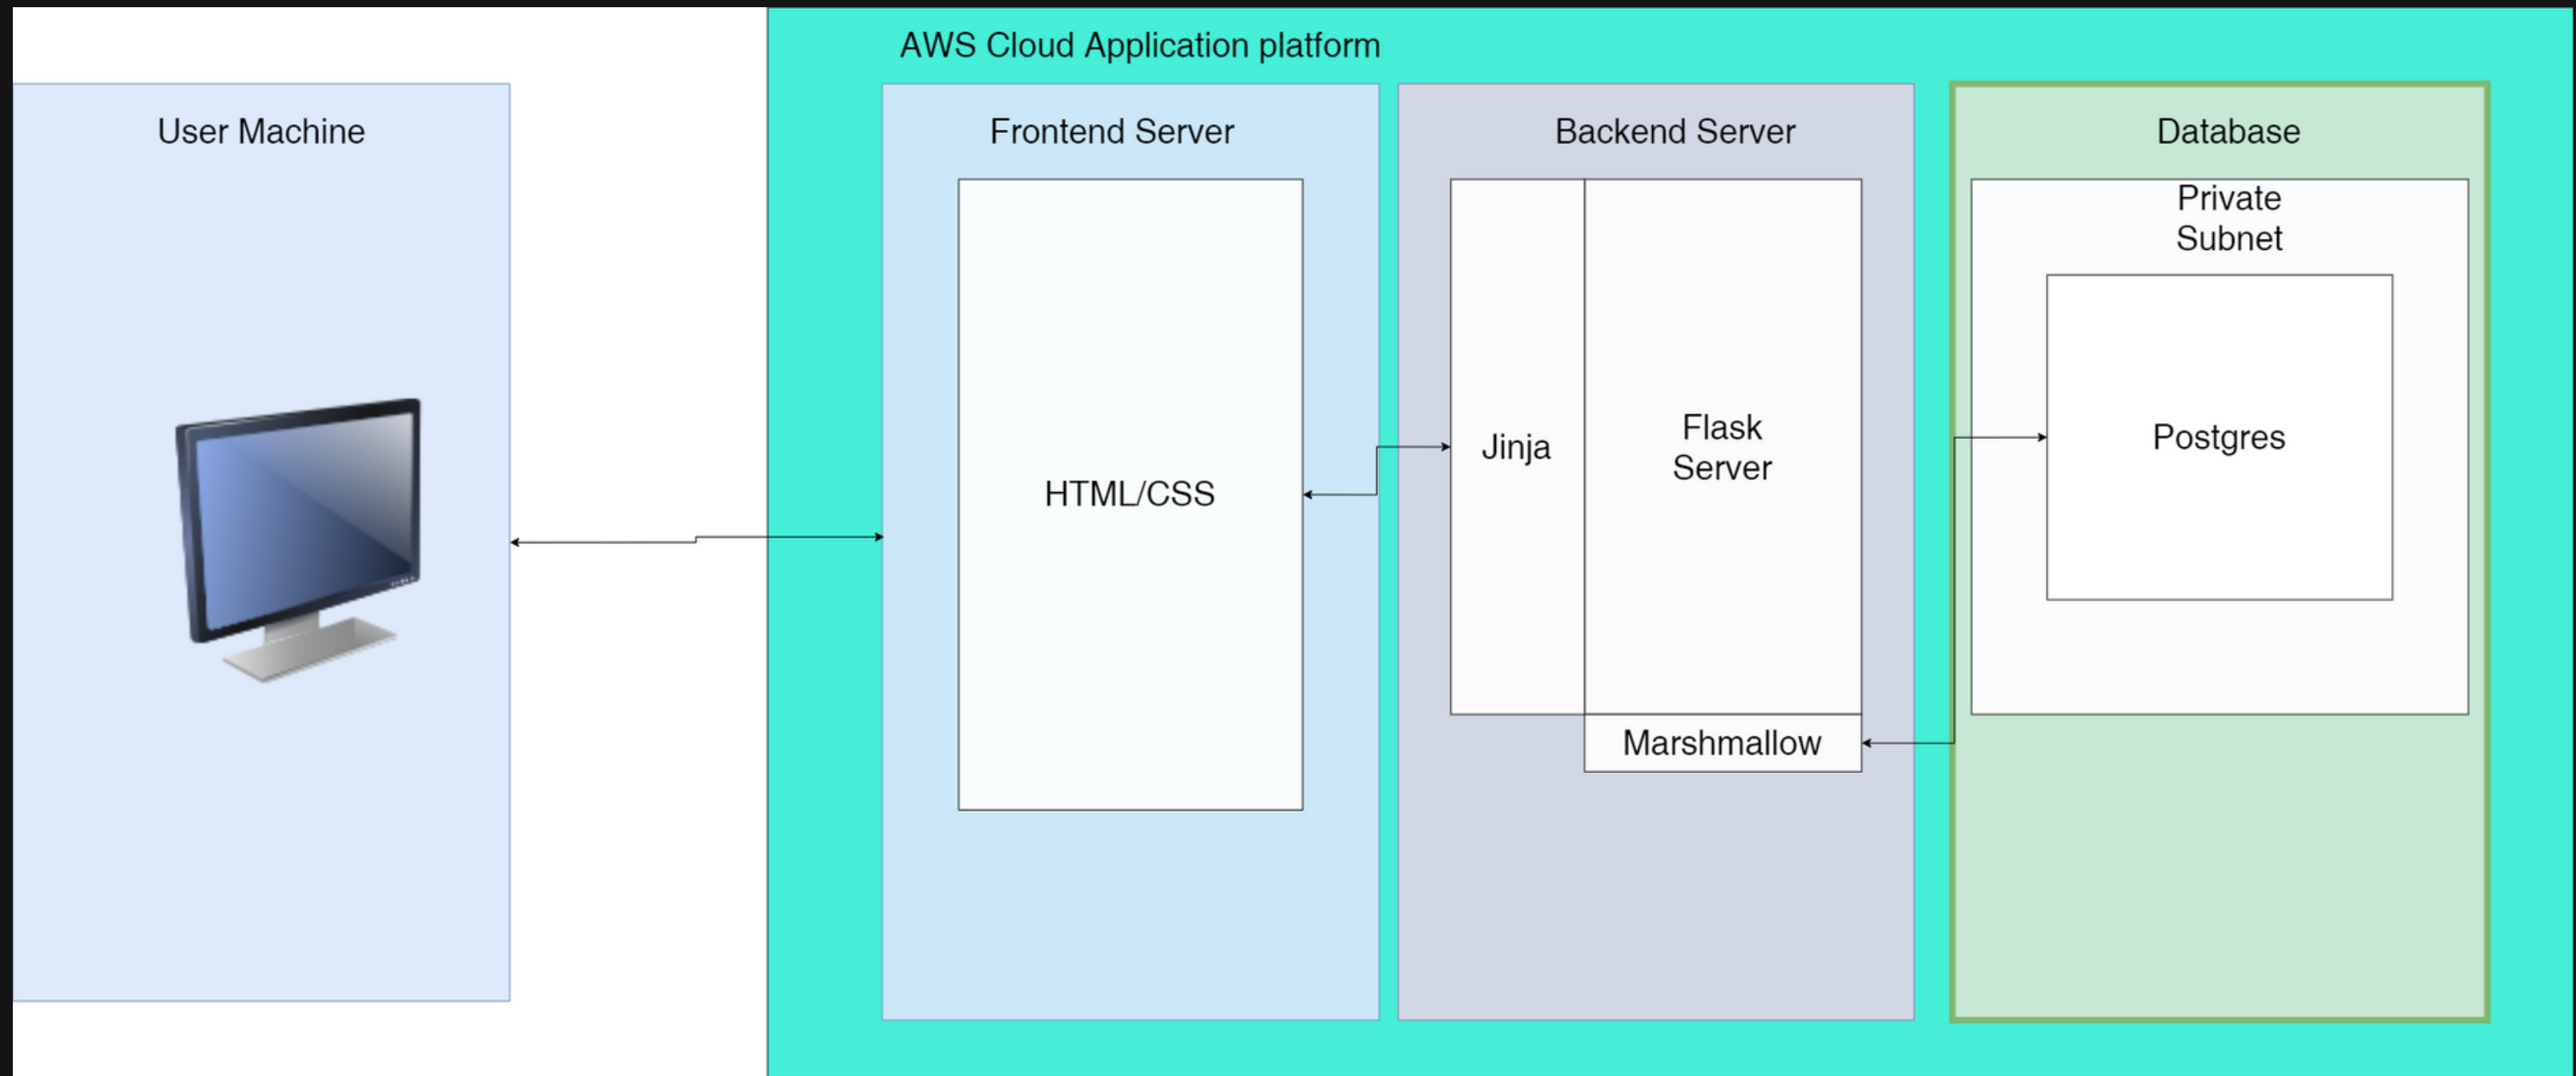 AWS Cloud Application platform
User Machine
Frontend Server
Backend Server
Database
HTML/CSS
Jinja
Flask
Server
Marshmallow
Private
Subnet
Postgres